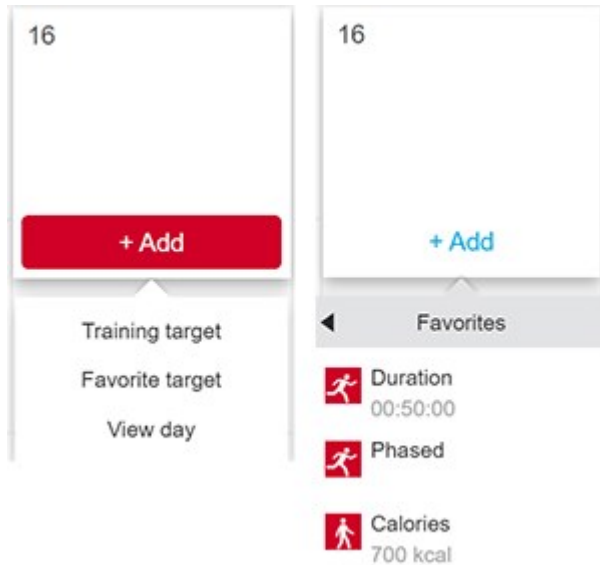 16
+ Add
Training target
Favorite target
View day
16
+ Add
Favorites
Duration
00:50:00
Phased
Calories
700 kcal